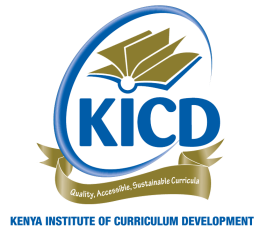 KICD
Quality, Accessible, Sustainable Curricula
KENYA INSTITUTE OF CURRICULUM DEVELOPMENT